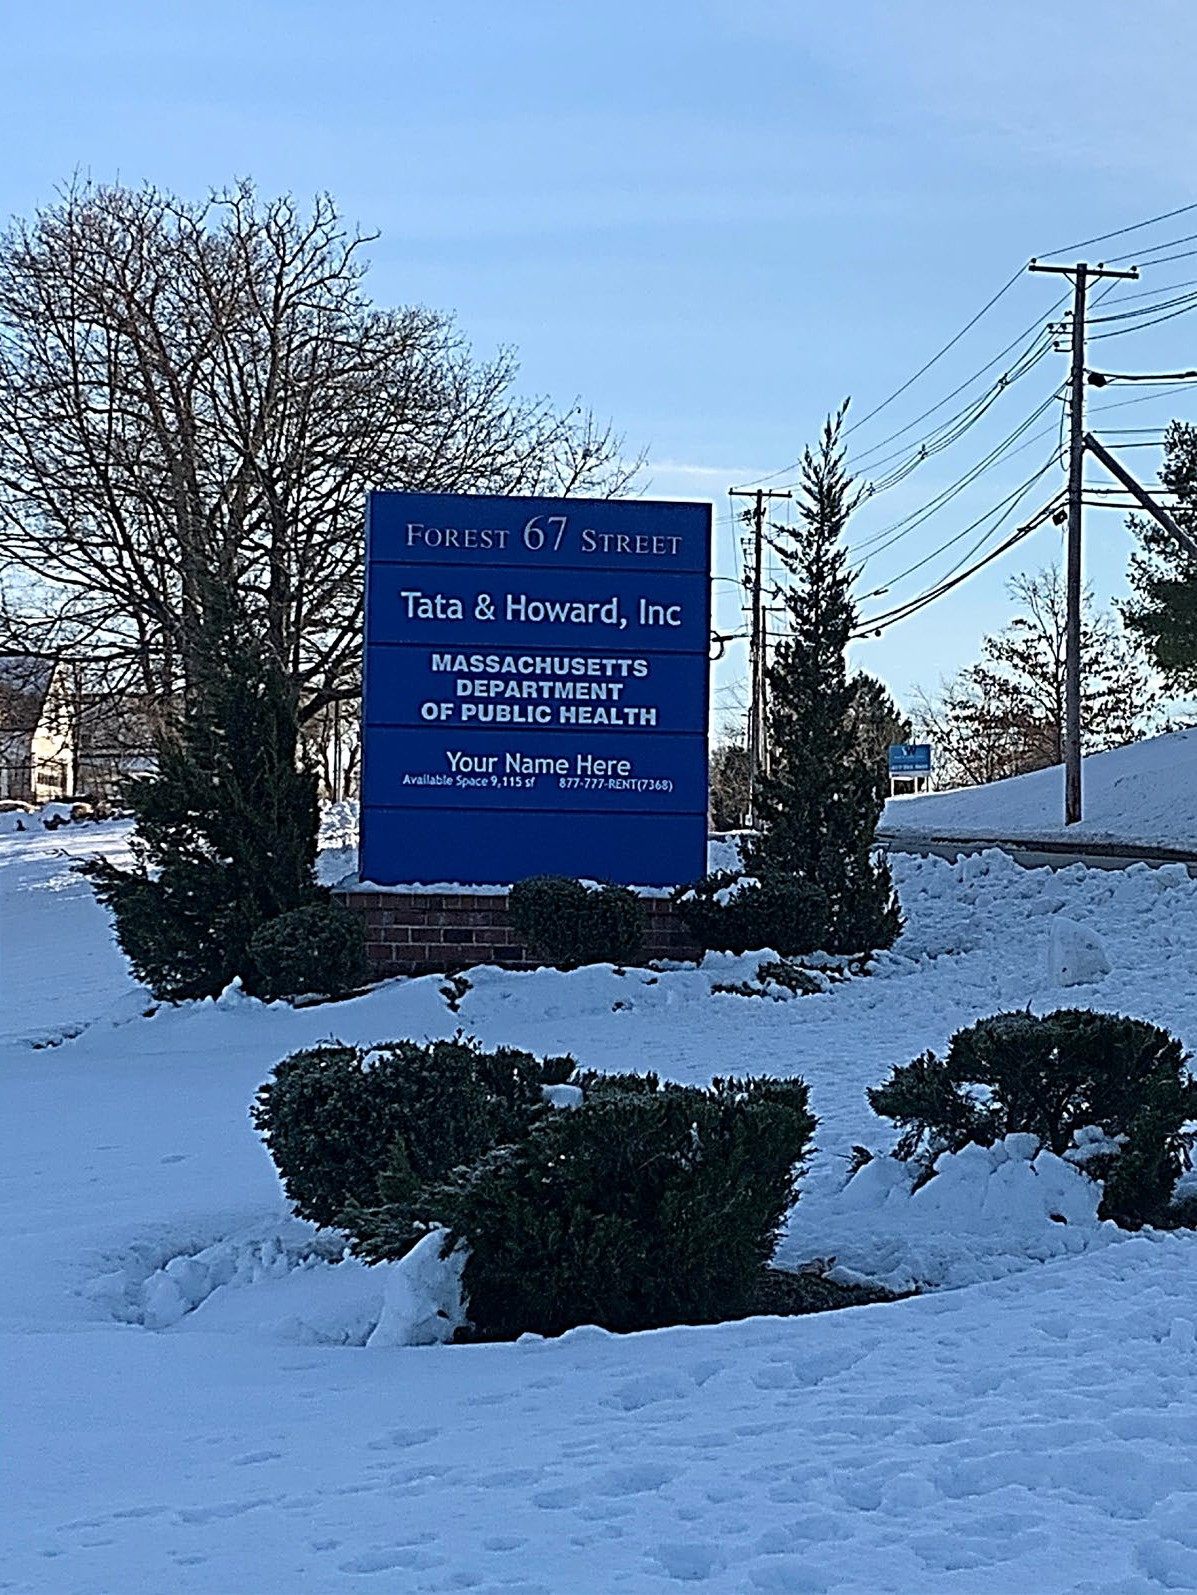 FOREST 67 STREET
Tata & Howard, Inc
MASSACHUSETTS
DEPARTMENT
OF PUBLIC HEALTH
Your Name Here
Available Space 9,115 sf 877-777-RENT(7368)